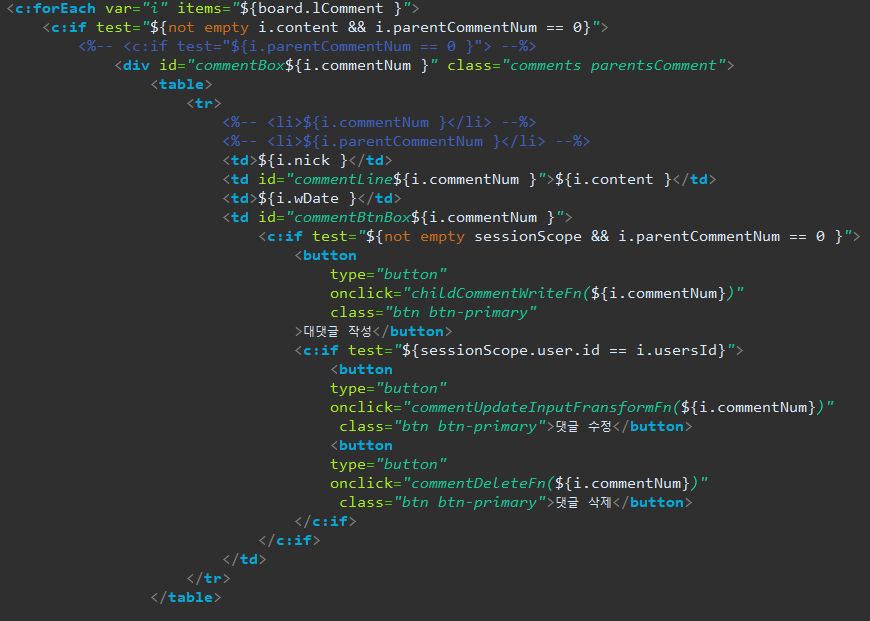 <c:forEach var="i" items="${board.lComment }">
<c:if test="${not empty i.content && i.parentCommentNum == 0}">
<%-- <c:if test="${i.parentCommentNum == 0 }"> --%>
<div id="commentBox${i.commentNum }" class="comments parentsComment">
<table>
<tr>
<%-- <li>${i.commentNum }</li> --%>
<%-- <li>${i.parentCommentNum }</li> --%>
<td>${i.nick }</td>
<td id="commentLine${i.commentNum }">${i.content }</td>
<td>${i.wDate }</td>
<td id="commentBtnBox${i.commentNum }">
<c:if test="${not empty sessionScope && i.parentCommentNum == 0 }">
<button
type="button"
onclick="childCommentWriteFn(${i.commentNum})"
class="btn btn-primary"
>대댓글 작성</button>
<c:if test="${sessionScope.user.id == i.usersId}">
<button
type="button"
onclick="commentUpdateInputFransformFn(${i.commentNum})"
class="btn btn-primary">댓글 수정</button>
<button
type="button"
onclick="commentDeleteFn(${i.commentNum})"
class="btn btn-primary">댓글 삭제</button>
</c:if>
</c:if>
</td>
</tr>
</table>